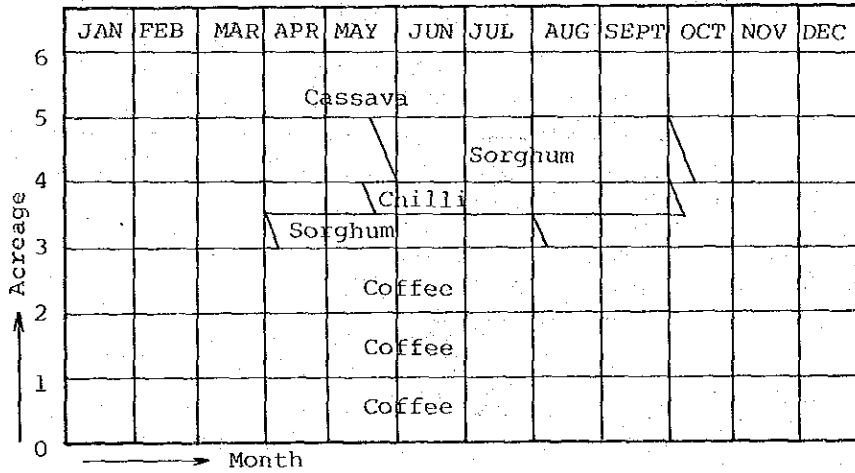 JAN FEB MAR APR MAY JUN JUL AUG SEPT OCT NOV DEC
6
Cassava
5
Sorghum
4
Chilli
Sorghum
3
Coffee
2
Coffee
1
Coffee
0
Acreage
Month